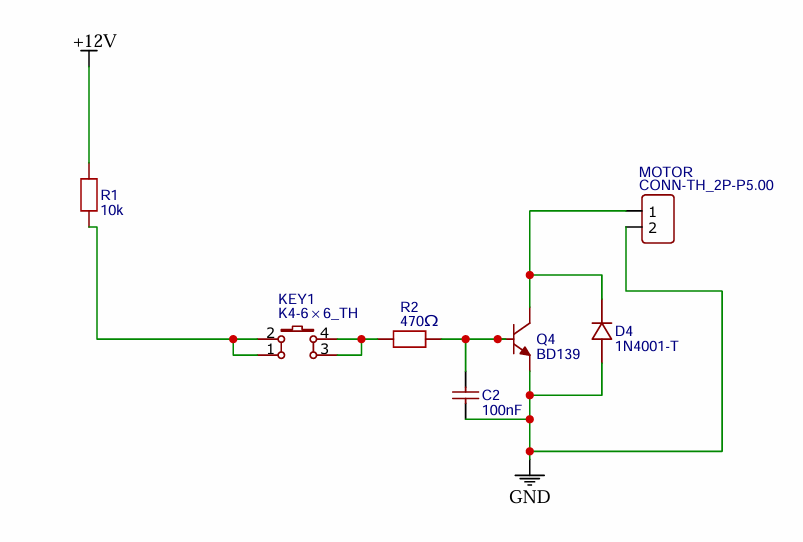 +12V
MOTOR
CONN-TH_2P-P5.00
R1
10k
1
2
KEY1
K4-6×6_TH
R2
470Ω
2
4
1
3
Q4
BD139
D4
1N4001-T
C2
100nF
GND